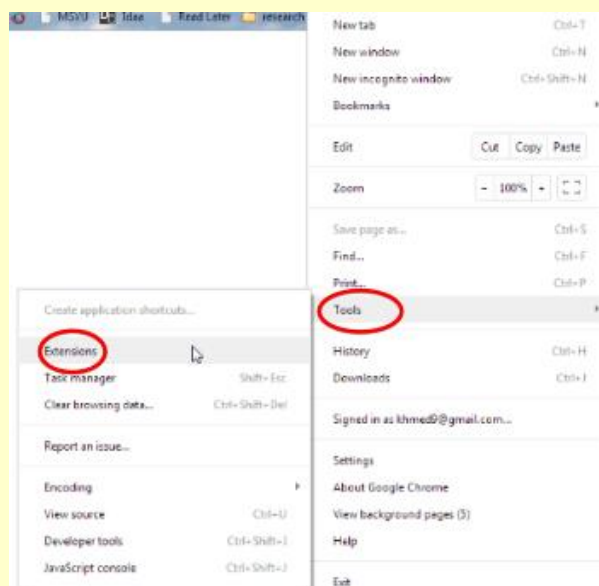 MSYU Idea Read Later research
New tab Ctrl+T
New window Ctrl+N
New incognito window Ctrl+Shift+N
Bookmarks
Edit Cut Copy Paste
Zoom - 100% +
Save page as... Ctrl+S
Find... Ctrl+F
Print... Ctrl+P
Tools
History Ctrl+H
Downloads Ctrl+J
Signed in as khmed9@gmail.com...
Settings
About Google Chrome
View background pages (5)
Help
Exit
Create application shortcuts...
Extensions
Task manager Shift+Esc
Clear browsing data... Ctrl+Shift+Del
Report an issue...
Encoding
View source Ctrl+U
Developer tools Ctrl+Shift+I
JavaScript console Ctrl+Shift+J